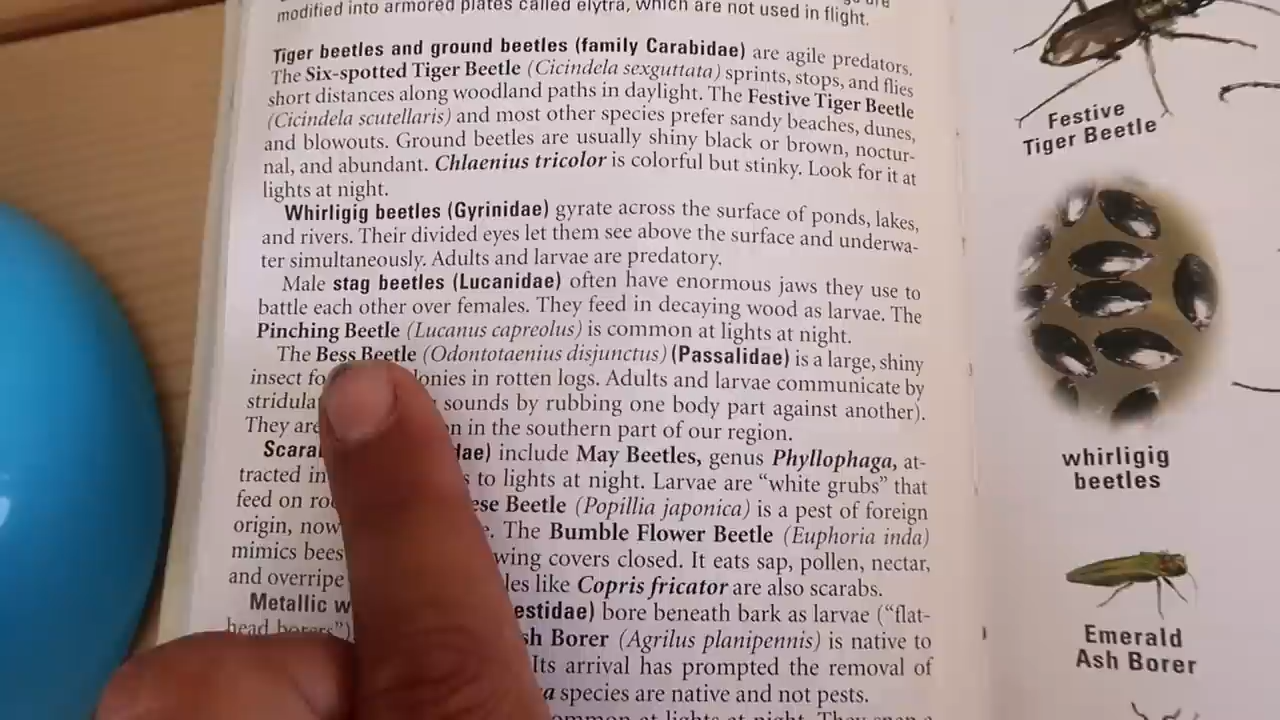 modified into armored plates called elytra, which are not used in flight.
Tiger beetles and ground beetles (family Carabidae) are agile predators.
The Six-spotted Tiger Beetle (Cicindela sexguttata) sprints, stops, and flies
short distances along woodland paths in daylight. The Festive Tiger Beetle
(Cicindela scutellaris) and most other species prefer sandy beaches, dunes,
and blowouts. Ground beetles are usually shiny black or brown, noctur-
nal, and abundant. Chlaenius tricolor is colorful but stinky. Look for it at
lights at night.
Whirligig beetles (Gyrinidae) gyrate across the surface of ponds, lakes,
and rivers. Their divided eyes let them see above the surface and underwa-
ter simultaneously. Adults and larvae are predatory.
Male stag beetles (Lucanidae) often have enormous jaws they use to
battle each other over females. They feed in decaying wood as larvae. The
Pinching Beetle (Lucanus capreolus) is common at lights at night.
The Bess Beetle (Odontotaenius disjunctus) (Passalidae) is a large, shiny
insect in rotten logs. Adults and larvae communicate by
sounds by rubbing one body part against another).
They are in the southern part of our region.
include May Beetles, genus Phyllophaga, at-
tracted to lights at night. Larvae are “white grubs” that
feed on Beetle (Popillia japonica) is a pest of foreign
origin, now The Bumble Flower Beetle (Euphoria inda)
mimics bees wing covers closed. It eats sap, pollen, nectar,
and overripe like Copris fricator are also scarabs.
Metallic bore beneath bark as larvae (“flat-
head borers”) Borer (Agrilus planipennis) is native to
Its arrival has prompted the removal of
species are native and not pests.
common at lights at night. They
Festive
Tiger Beetle
whirligig
beetles
Emerald
Ash Borer